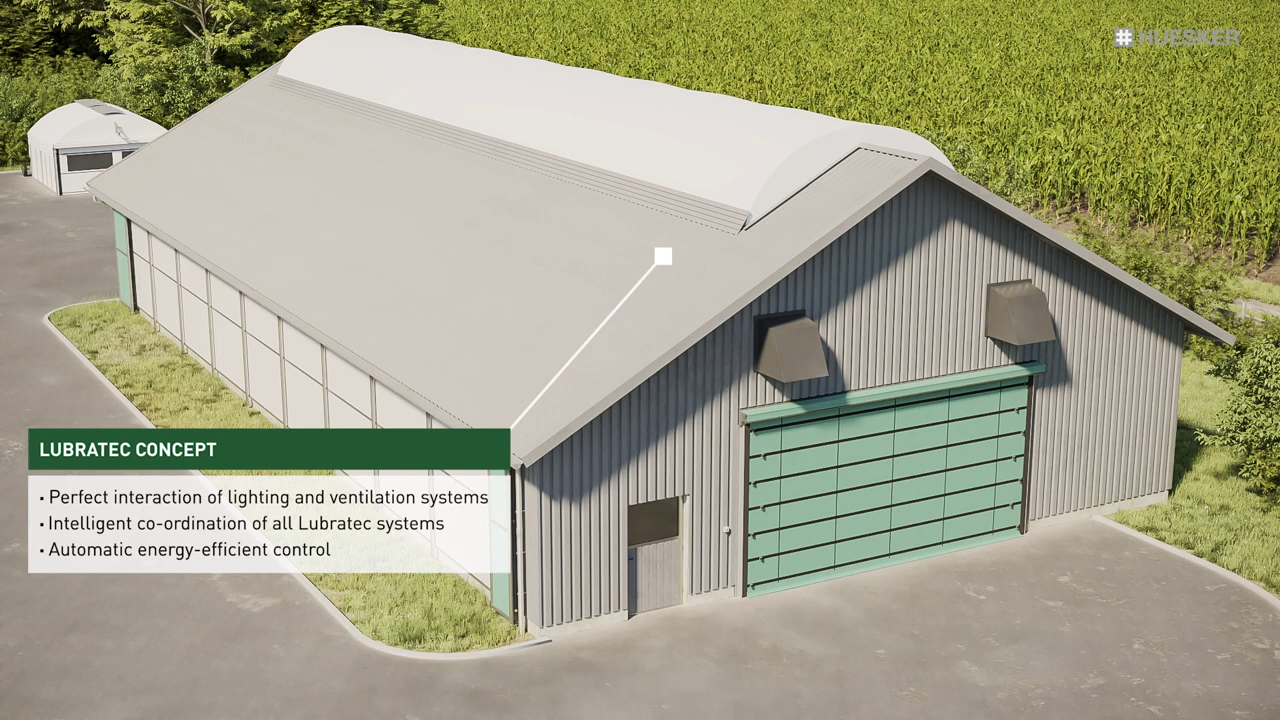 HUESKER
LUBRATEC CONCEPT
· Perfect interaction of lighting and ventilation systems
· Intelligent co-ordination of all Lubratec systems
· Automatic energy-efficient control